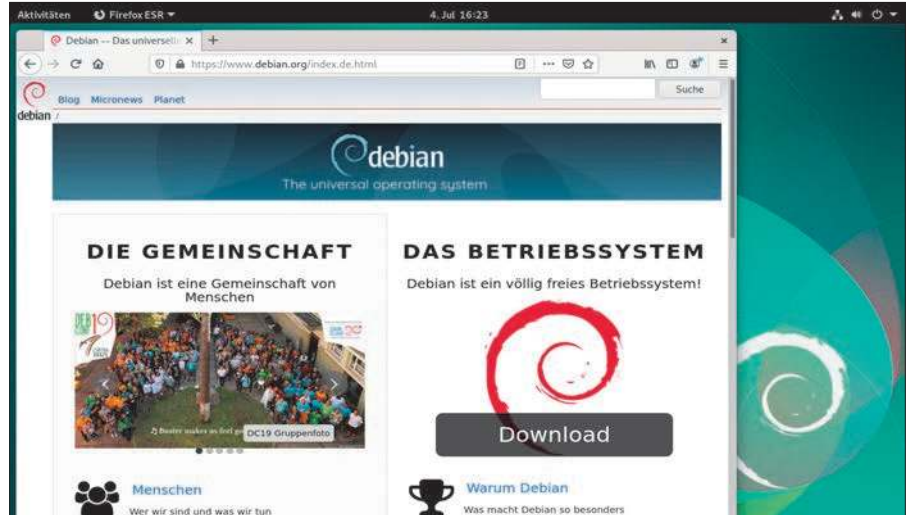 Aktivitäten Firefox ESR 4. Jul 16:23
Debian -- Das universelle
https://www.debian.org/index.de.html
Suche
Blog Micronews Planet
debian /
debian
The universal operating system
DIE GEMEINSCHAFT
Debian ist eine Gemeinschaft von
Menschen
DC19 Gruppenfoto
Menschen
Wer wir sind und was wir tun
DAS BETRIEBSSYSTEM
Debian ist ein völlig freies Betriebssystem!
Download
Warum Debian
Was macht Debian so besonders